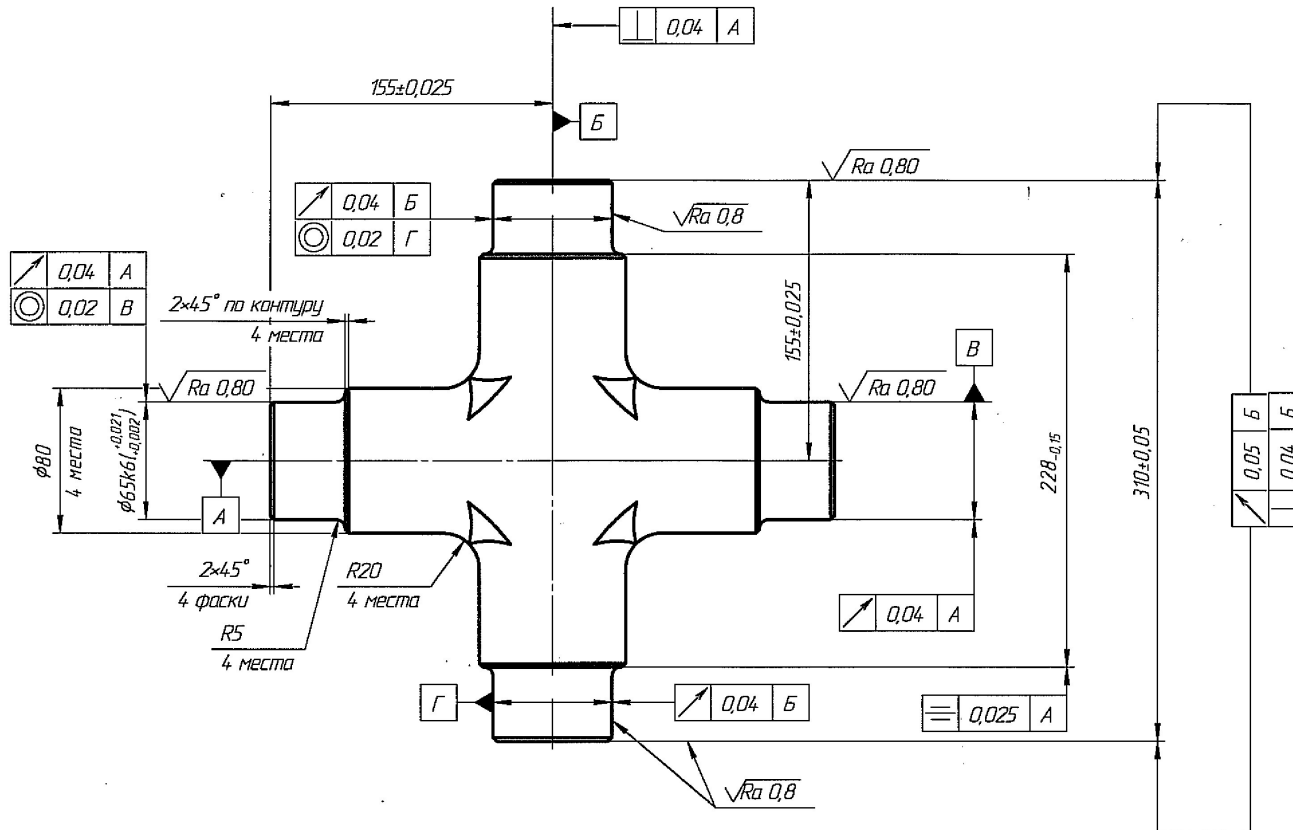 ⊥ 0,04 А
155±0,025
Б
√Ra 0,80
↗ 0,04 Б
◎ 0,02 Г
√Ra 0,8
↗ 0,04 А
◎ 0,02 В
2×45° по контуру
4 места
155±0,025
В
√Ra 0,80
√Ra 0,80
⌀80
4 места
⌀65k6(+0,021 +0,002)
228-0,15
310±0,05
↗ 0,05 Б
⊥ 0,04 Б
А
2×45°
4 фаски
R20
4 места
↗ 0,04 А
R5
4 места
Г
↗ 0,04 Б
⌯ 0,025 А
√Ra 0,8